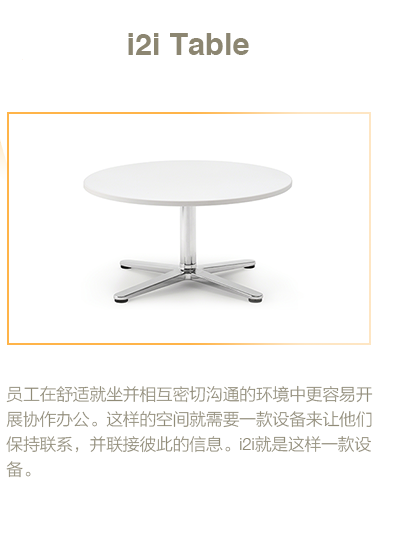 i2i Table
员工在舒适就坐并相互密切沟通的环境中更容易开
展协作办公。这样的空间就需要一款设备来让他们
保持联系，并联接彼此的信息。i2i就是这样一款设
备。